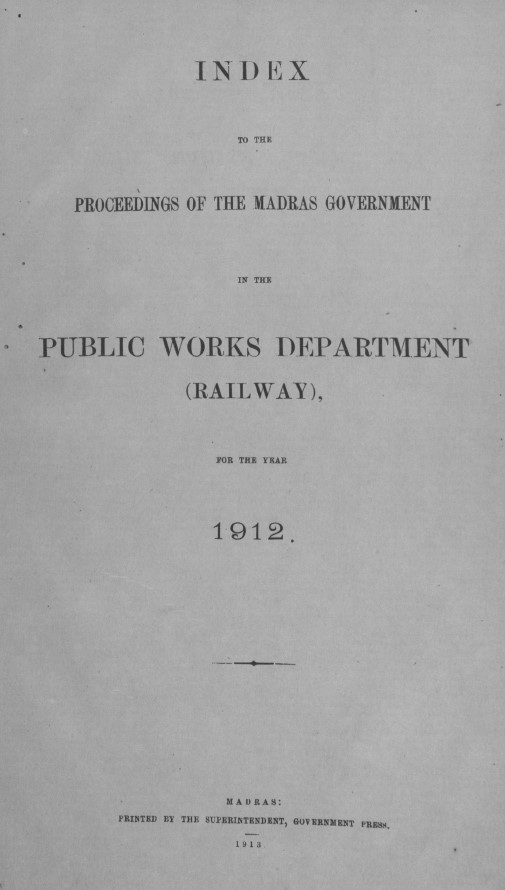 INDEX
TO THE
PROCEEDINGS OF THE MADRAS GOVERNMENT
IN THE
PUBLIC WORKS DEPARTMENT
(RAILWAY),
FOR THE YEAR
1912.
MADRAS:
PRINTED BY THE SUPERINTENDENT, GOVERNMENT PRESS.
1913